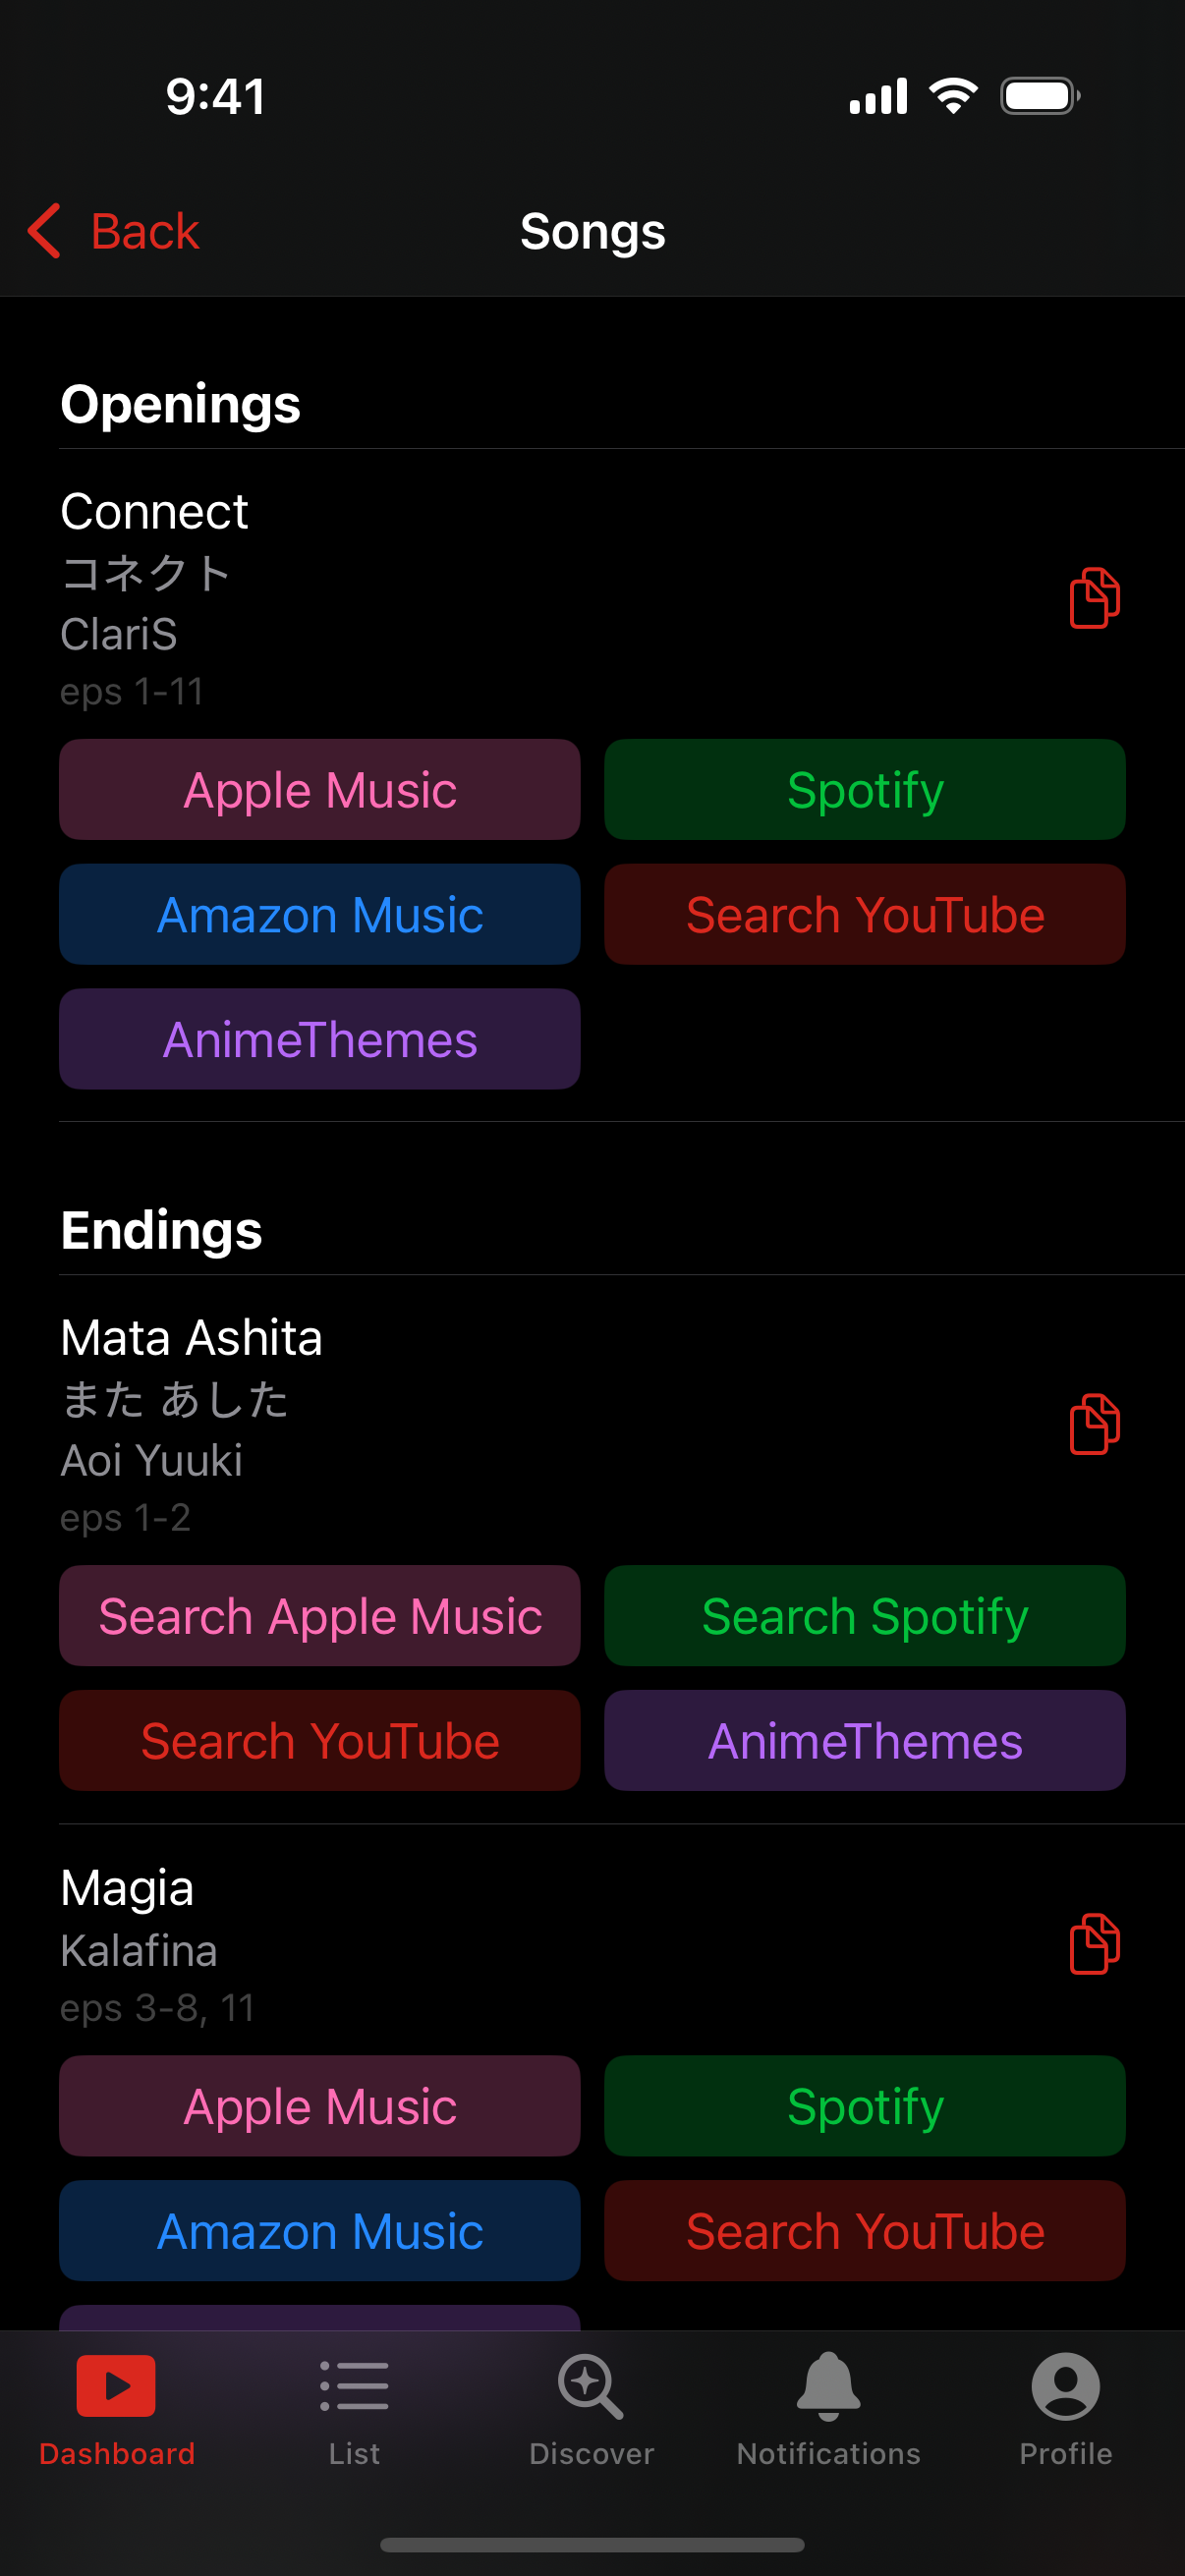 9:41
Back
Songs
Openings
Connect
コネクト
ClariS
eps 1-11
Apple Music
Spotify
Amazon Music
Search YouTube
AnimeThemes
Endings
Mata Ashita
また あした
Aoi Yuuki
eps 1-2
Search Apple Music
Search Spotify
Search YouTube
AnimeThemes
Magia
Kalafina
eps 3-8, 11
Apple Music
Spotify
Amazon Music
Search YouTube
Dashboard
List
Discover
Notifications
Profile